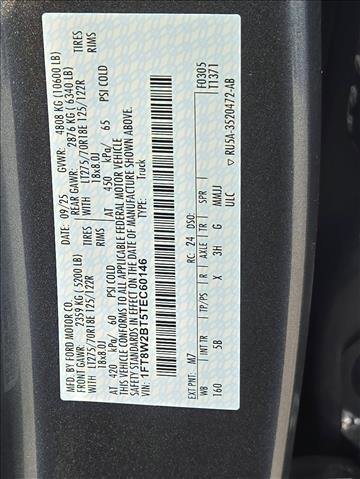 MFD. BY FORD MOTOR CO.
DATE: 09/25
GVWR: 4808 KG (10600 LB)
FRONT GAWR: 2359 KG (5200 LB)
REAR GAWR: 2876 KG (6340 LB)
WITH
LT275/70R18E 125/122R
TIRES
WITH
LT275/70R18E 125/122R
TIRES
18x8.0J
RIMS
18x8.0J
RIMS
AT 420 kPa/ 60 PSI COLD
AT 450 kPa/ 65 PSI COLD
THIS VEHICLE CONFORMS TO ALL APPLICABLE FEDERAL MOTOR VEHICLE
SAFETY STANDARDS IN EFFECT ON THE DATE OF MANUFACTURE SHOWN ABOVE.
VIN: 1FT8W2BT5TEC60146
TYPE: Truck
F0305
T1371
EXT PNT: M7 RC: 24 DSO:
WB INT TR TP/PS R AXLE TR SPR
160 5B X 3H G MMJJ
ULC
▽ RU5A-3520472-AB